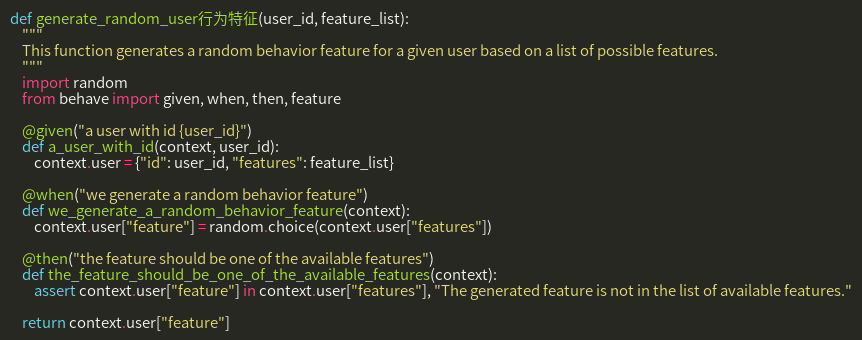 def generate_random_user行为特征(user_id, feature_list):
"""
This function generates a random behavior feature for a given user based on a list of possible features.
"""
import random
from behave import given, when, then, feature
@given("a user with id {user_id}")
def a_user_with_id(context, user_id):
context.user = {"id": user_id, "features": feature_list}
@when("we generate a random behavior feature")
def we_generate_a_random_behavior_feature(context):
context.user["feature"] = random.choice(context.user["features"])
@then("the feature should be one of the available features")
def the_feature_should_be_one_of_the_available_features(context):
assert context.user["feature"] in context.user["features"], "The generated feature is not in the list of available features."
return context.user["feature"]